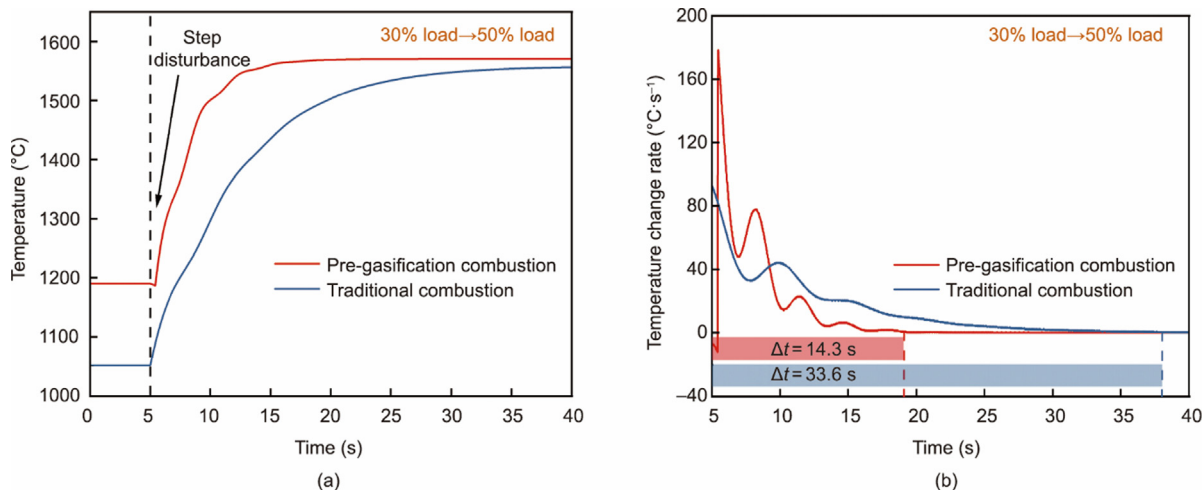 30% load→50% load
Step
disturbance
Temperature (°C)
1600
1500
1400
1300
1200
1100
1000
Pre-gasification combustion
Traditional combustion
0
5
10
15
20
25
30
35
40
Time (s)
(a)
30% load→50% load
Temperature change rate (°C·s⁻¹)
200
160
120
80
40
0
–40
Pre-gasification combustion
Traditional combustion
Δt = 14.3 s
Δt = 33.6 s
5
10
15
20
25
30
35
40
Time (s)
(b)